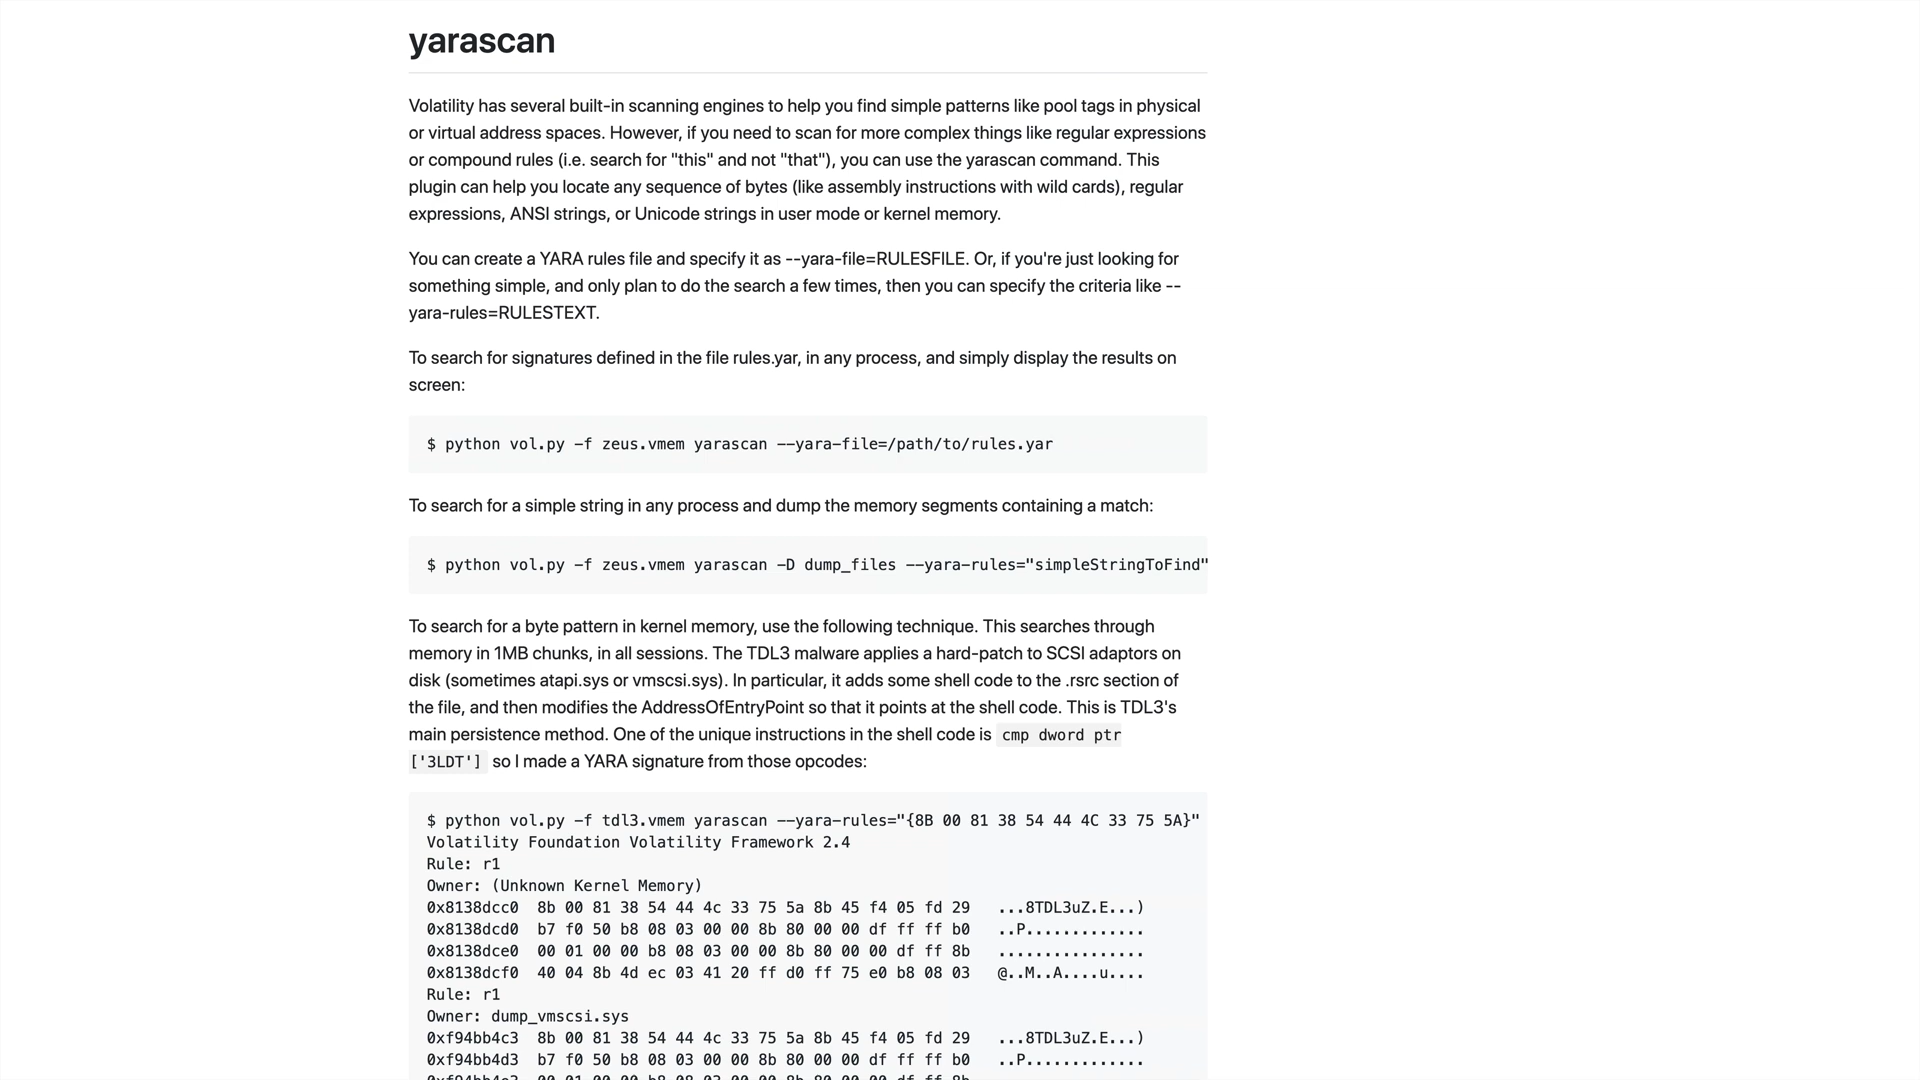 yarascan
Volatility has several built-in scanning engines to help you find simple patterns like pool tags in physical
or virtual address spaces. However, if you need to scan for more complex things like regular expressions
or compound rules (i.e. search for "this" and not "that"), you can use the yarascan command. This
plugin can help you locate any sequence of bytes (like assembly instructions with wild cards), regular
expressions, ANSI strings, or Unicode strings in user mode or kernel memory.
You can create a YARA rules file and specify it as --yara-file=RULESFILE. Or, if you're just looking for
something simple, and only plan to do the search a few times, then you can specify the criteria like --
yara-rules=RULESTEXT.
To search for signatures defined in the file rules.yar, in any process, and simply display the results on
screen:
$ python vol.py -f zeus.vmem yarascan --yara-file=/path/to/rules.yar
To search for a simple string in any process and dump the memory segments containing a match:
$ python vol.py -f zeus.vmem yarascan -D dump_files --yara-rules="simpleStringToFind"
To search for a byte pattern in kernel memory, use the following technique. This searches through
memory in 1MB chunks, in all sessions. The TDL3 malware applies a hard-patch to SCSI adaptors on
disk (sometimes atapi.sys or vmscsi.sys). In particular, it adds some shell code to the .rsrc section of
the file, and then modifies the AddressOfEntryPoint so that it points at the shell code. This is TDL3's
main persistence method. One of the unique instructions in the shell code is cmp dword ptr
['3LDT'] so I made a YARA signature from those opcodes:
$ python vol.py -f tdl3.vmem yarascan --yara-rules="{8B 00 81 38 54 44 4C 33 75 5A}"
Volatility Foundation Volatility Framework 2.4
Rule: r1
Owner: (Unknown Kernel Memory)
0x8138dcc0  8b 00 81 38 54 44 4c 33 75 5a 8b 45 f4 05 fd 29   ...8TDL3uZ.E...)
0x8138dcd0  b7 f0 50 b8 08 03 00 00 8b 80 00 00 df ff ff b0   ..P.............
0x8138dce0  00 01 00 00 b8 08 03 00 00 8b 80 00 00 df ff 8b   ................
0x8138dcf0  40 04 8b 4d ec 03 41 20 ff d0 ff 75 e0 b8 08 03   @..M..A....u....
Rule: r1
Owner: dump_vmscsi.sys
0xf94bb4c3  8b 00 81 38 54 44 4c 33 75 5a 8b 45 f4 05 fd 29   ...8TDL3uZ.E...)
0xf94bb4d3  b7 f0 50 b8 08 03 00 00 8b 80 00 00 df ff ff b0   ..P.............
0xf94bb4e3  00 01 00 00 b8 08 03 00 00 8b 80 00 00 df ff 8b